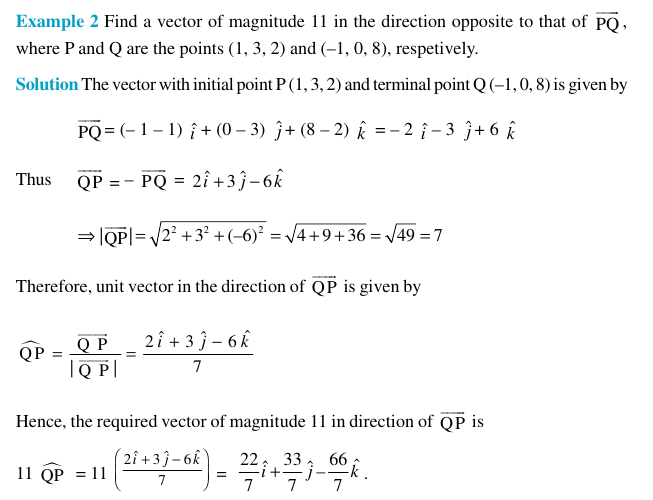 Example 2 Find a vector of magnitude 11 in the direction opposite to that of $\overrightarrow{PQ}$,
where P and Q are the points (1, 3, 2) and (–1, 0, 8), respetively.
Solution The vector with initial point P (1, 3, 2) and terminal point Q (–1, 0, 8) is given by
$\overrightarrow{PQ} = (-1-1)\hat{i} + (0-3)\hat{j} + (8-2)\hat{k} = -2\hat{i} - 3\hat{j} + 6\hat{k}$
Thus $\overrightarrow{QP} = -\overrightarrow{PQ} = 2\hat{i} + 3\hat{j} - 6\hat{k}$
$\Rightarrow |\overrightarrow{QP}| = \sqrt{2^2 + 3^2 + (-6)^2} = \sqrt{4+9+36} = \sqrt{49} = 7$
Therefore, unit vector in the direction of $\overrightarrow{QP}$ is given by
$\widehat{QP} = \frac{\overrightarrow{QP}}{|\overrightarrow{QP}|} = \frac{2\hat{i} + 3\hat{j} - 6\hat{k}}{7}$
Hence, the required vector of magnitude 11 in direction of $\overrightarrow{QP}$ is
$11\,\widehat{QP} = 11\left(\frac{2\hat{i}+3\hat{j}-6\hat{k}}{7}\right) = \frac{22}{7}\hat{i} + \frac{33}{7}\hat{j} - \frac{66}{7}\hat{k}$.